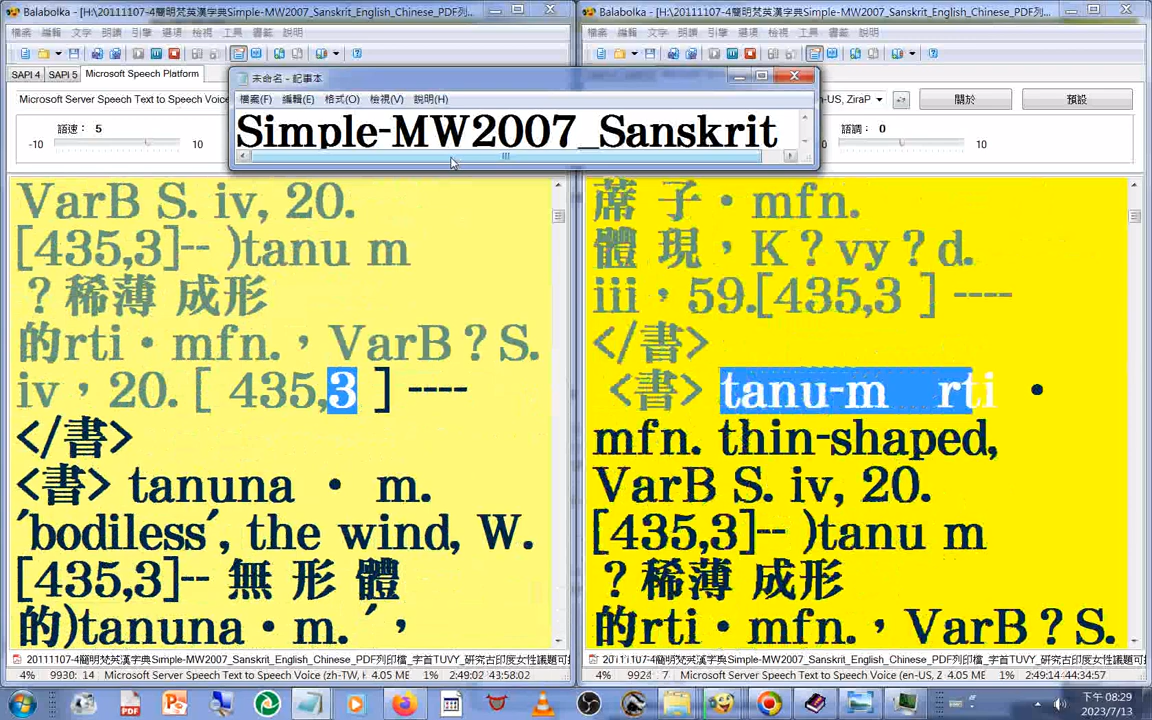 Balabolka - [H:\20111107-4簡明梵英漢字典Simple-MW2007_Sanskrit_English_Chinese_PDF列...
檔案 編輯 文字 朗讀 引擎 選項 檢視 工具 書籤 說明
SAPI 4 SAPI 5 Microsoft Speech Platform
Microsoft Server Speech Text to Speech Voice
語速： 5
-10 10
VarB S. iv, 20.
[435,3]-- )tanu m
？稀薄 成形
的rti・mfn.，VarB？S.
iv，20. [ 435,3 ] ----
</書>
<書> tanuna ・ m.
'bodiless', the wind, W.
[435,3]-- 無 形 體
的)tanuna・m.'，
20111107-4簡明梵英漢字典Simple-MW2007_Sanskrit_English_Chinese_PDF列印檔_字首TUVY_研究古印度女性議題可
4% 9930: 14 Microsoft Server Speech Text to Speech Voice (zh-TW, H 4.05 ME 1% 2:49:02 43:58:02
未命名 - 記事本
檔案(F) 編輯(E) 格式(O) 檢視(V) 說明(H)
Simple-MW2007_Sanskrit
Balabolka - [H:\20111107-4簡明梵英漢字典Simple-MW2007_Sanskrit_English_Chinese_PDF列...
檔案 編輯 文字 朗讀 引擎 選項 檢視 工具 書籤 說明
n-US, ZiraP 關於 預設
語調： 0
10
蓆 子・mfn.
體 現，K？vy？d.
iii，59.[435,3 ] ----
</書>
<書> tanu-m rti ・
mfn. thin-shaped,
VarB S. iv, 20.
[435,3]-- )tanu m
？稀薄 成形
的rti・mfn.，VarB？S.
20111107-4簡明梵英漢字典Simple-MW2007_Sanskrit_English_Chinese_PDF列印檔_字首TUVY_研究古印度女性議題可
4% 992 7 Microsoft Server Speech Text to Speech Voice (en-US, Z 4.05 ME 1% 2:49:14 44:34:57
下午 08:29
2023/7/13